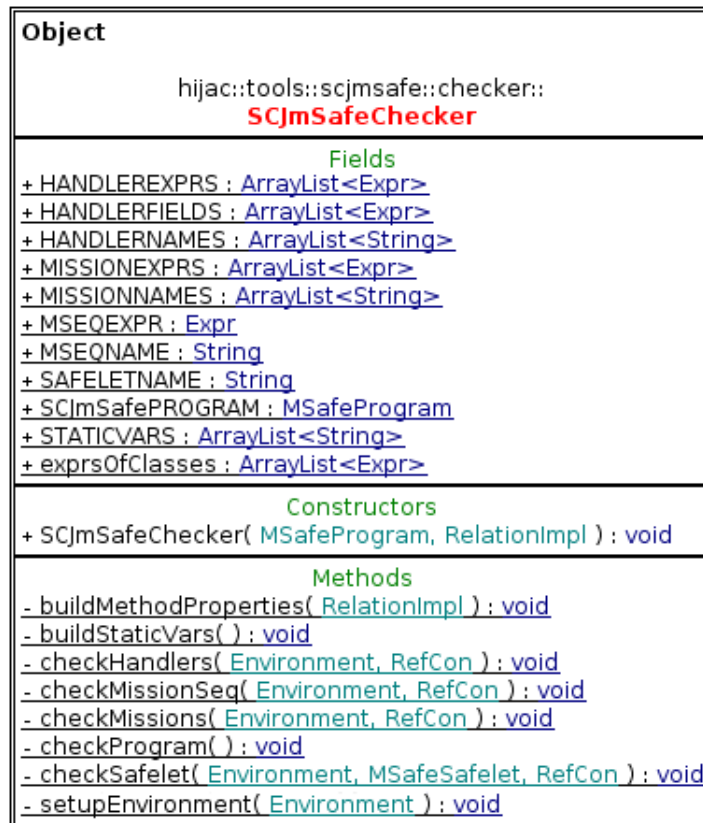 Object
hijac::tools::scjmsafe::checker::
SCJmSafeChecker
Fields
+ HANDLEREXPRS : ArrayList<Expr>
+ HANDLERFIELDS : ArrayList<Expr>
+ HANDLERNAMES : ArrayList<String>
+ MISSIONEXPRS : ArrayList<Expr>
+ MISSIONNAMES : ArrayList<String>
+ MSEQEXPR : Expr
+ MSEQNAME : String
+ SAFELETNAME : String
+ SCJmSafePROGRAM : MSafeProgram
+ STATICVARS : ArrayList<String>
+ exprsOfClasses : ArrayList<Expr>
Constructors
+ SCJmSafeChecker( MSafeProgram, RelationImpl ) : void
Methods
- buildMethodProperties( RelationImpl ) : void
- buildStaticVars( ) : void
- checkHandlers( Environment, RefCon ) : void
- checkMissionSeq( Environment, RefCon ) : void
- checkMissions( Environment, RefCon ) : void
- checkProgram( ) : void
- checkSafelet( Environment, MSafeSafelet, RefCon ) : void
- setupEnvironment( Environment ) : void